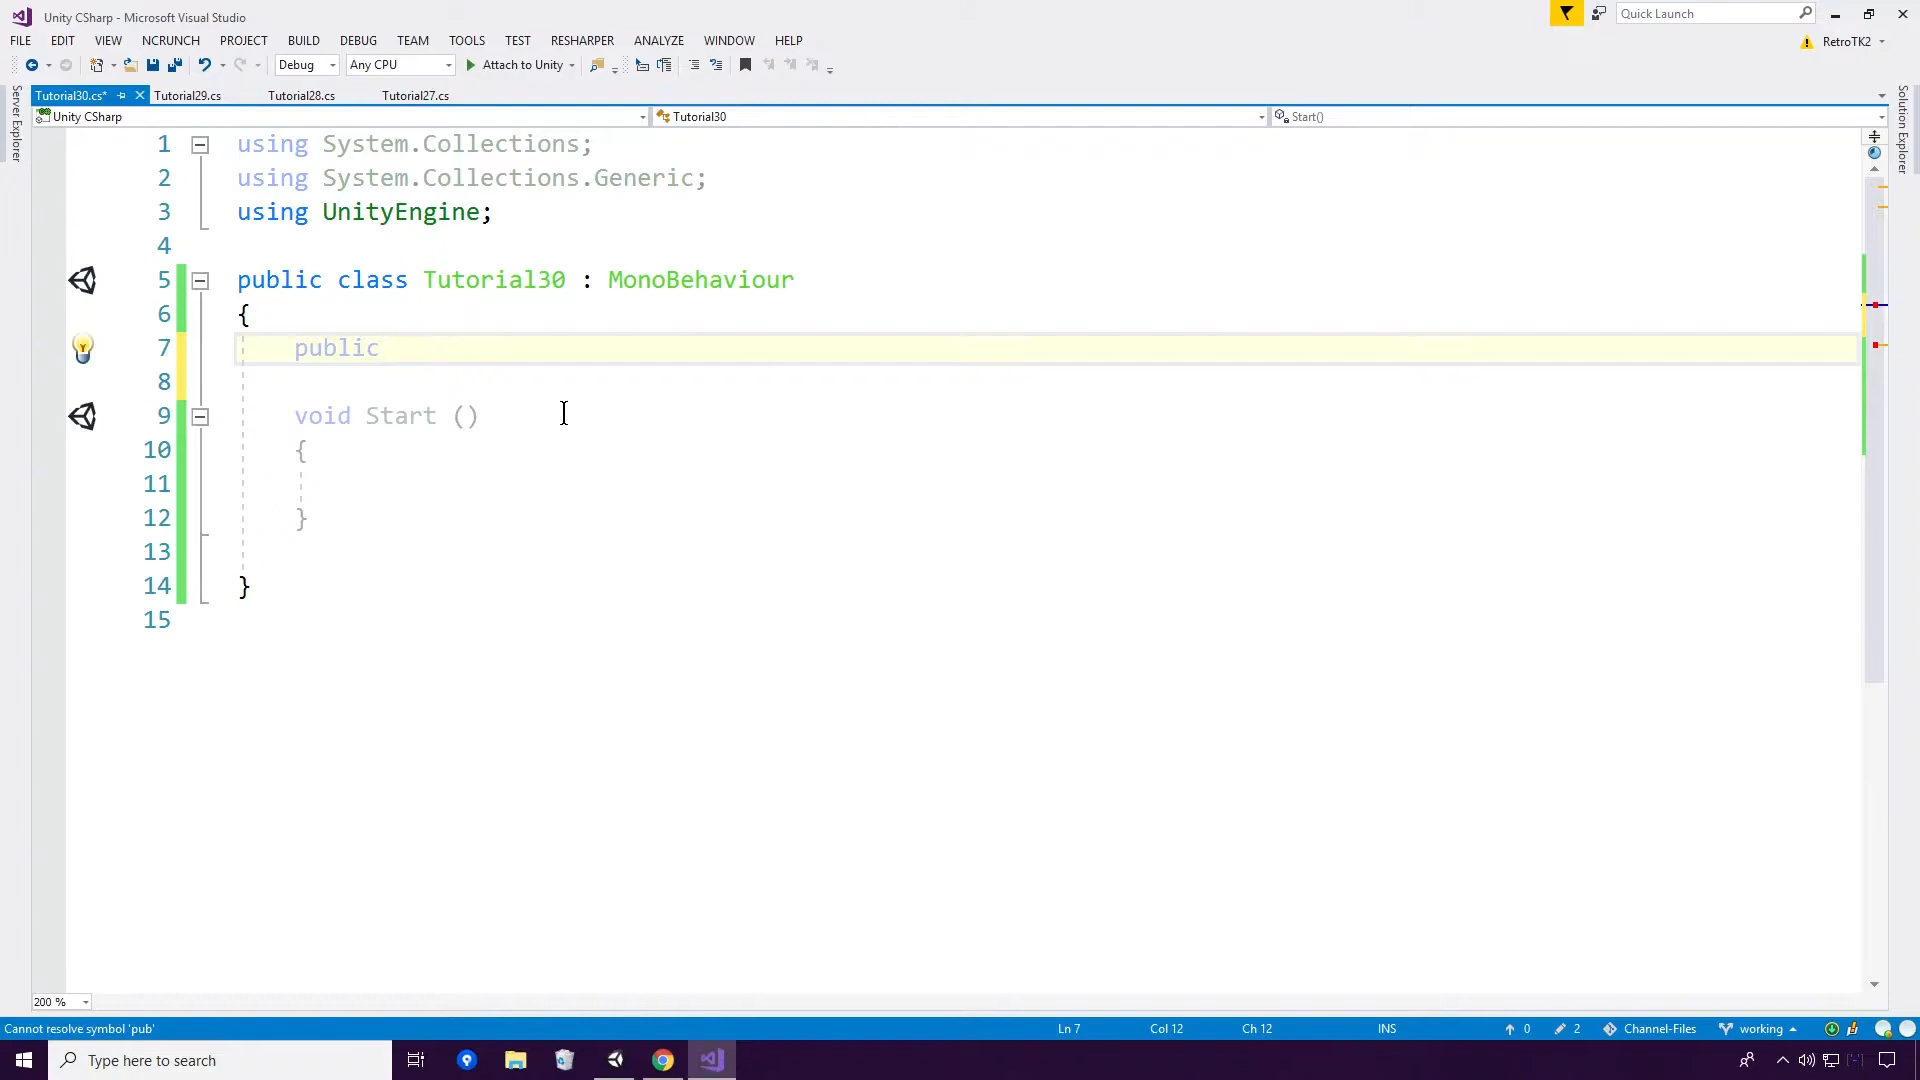 Unity CSharp - Microsoft Visual Studio
Quick Launch
FILE EDIT VIEW NCRUNCH PROJECT BUILD DEBUG TEAM TOOLS TEST RESHARPER ANALYZE WINDOW HELP
RetroTK2
Debug Any CPU Attach to Unity
Tutorial30.cs* Tutorial29.cs Tutorial28.cs Tutorial27.cs
Unity CSharp Tutorial30 Start()
Server Explorer
Solution Explorer
1 using System.Collections;
2 using System.Collections.Generic;
3 using UnityEngine;
4
5 public class Tutorial30 : MonoBehaviour
6 {
7 public
8
9 void Start ()
10 {
11
12 }
13
14 }
15
200 %
Cannot resolve symbol 'pub' Ln 7 Col 12 Ch 12 INS 0 2 Channel-Files working
Type here to search